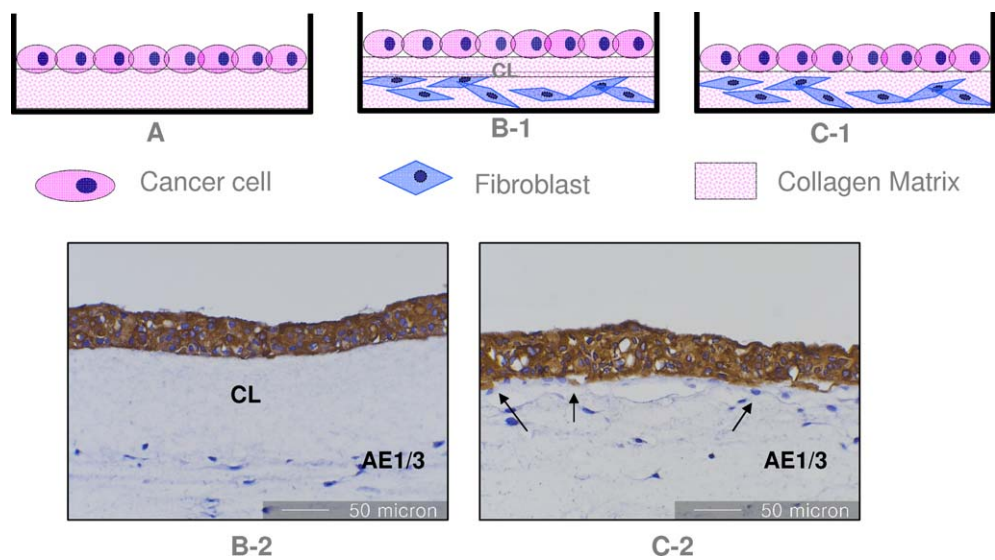 CL
A
B-1
C-1
Cancer cell
Fibroblast
Collagen Matrix
CL
AE1/3
50 micron
AE1/3
50 micron
B-2
C-2